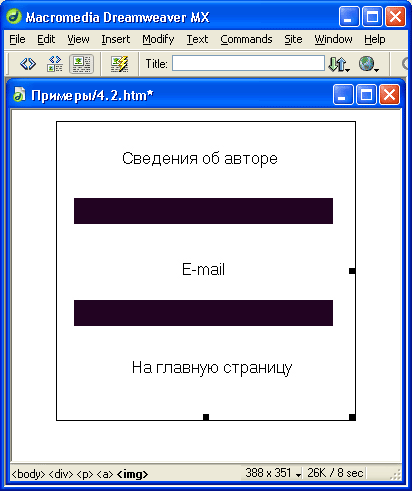 Macromedia Dreamweaver MX
File Edit View Insert Modify Text Commands Site Window Help
Title:
Примеры/4.2.htm*
Сведения об авторе
E-mail
На главную страницу
<body> <div> <p> <a> <img> 388 x 351 26K / 8 sec